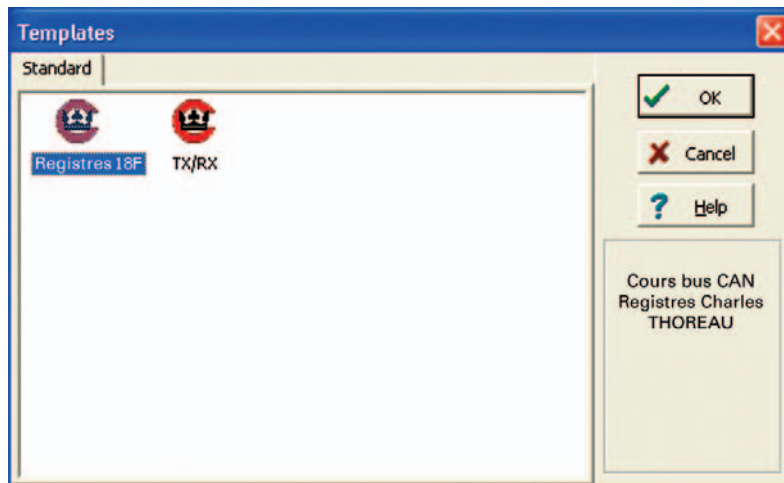 Templates
Standard
Registres 18F
TX/RX
OK
Cancel
Help
Cours bus CAN
Registres Charles
THOREAU